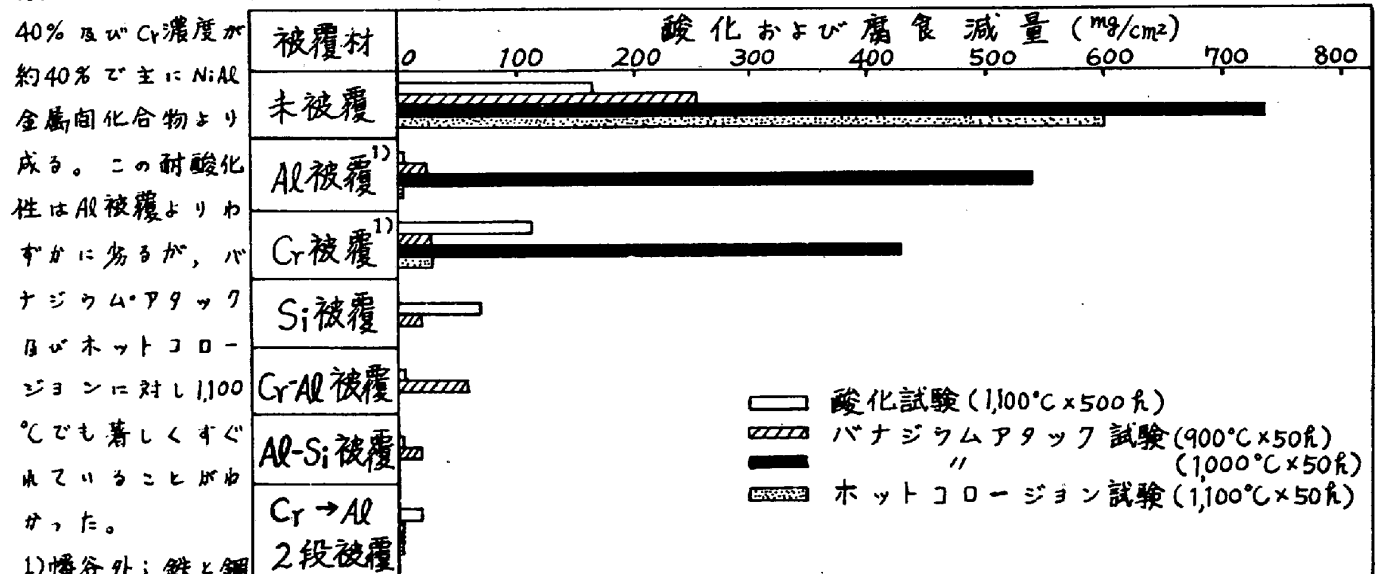 40% 及び Cr濃度が
約40%で主に NiAl
金属間化合物より
成る。この耐酸化
性は Al被覆よりわ
ずかに劣るが, バ
ナジウム・アタック
及びホットコロー
ジョンに対し 1,100
℃でも著しくすぐ
れていることがわ
かった。
1)幡谷外; 鉄と鋼
被覆材
酸化および腐食減量 (mg/cm2)
0 100 200 300 400 500 600 700 800
未被覆
Al被覆1)
Cr被覆1)
Si被覆
Cr-Al被覆
Al-Si被覆
Cr→Al
2段被覆
酸化試験(1,100°C×500h)
バナジウムアタック試験(900°C×50h)
〃 (1,000°C×50h)
ホットコロージョン試験(1,100°C×50h)